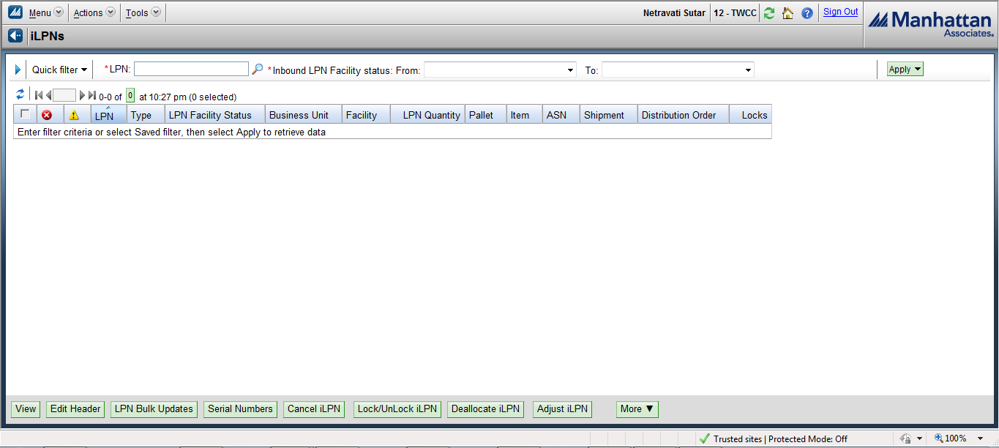 Menu Actions Tools Netravati Sutar 12 - TWCC Sign Out
Manhattan
Associates.
iLPNs
Quick filter *LPN: *Inbound LPN Facility status: From: To: Apply
0-0 of 0 at 10:27 pm (0 selected)
LPN Type LPN Facility Status Business Unit Facility LPN Quantity Pallet Item ASN Shipment Distribution Order Locks
Enter filter criteria or select Saved filter, then select Apply to retrieve data
View Edit Header LPN Bulk Updates Serial Numbers Cancel iLPN Lock/UnLock iLPN Deallocate iLPN Adjust iLPN More ▼
Trusted sites | Protected Mode: Off 100%